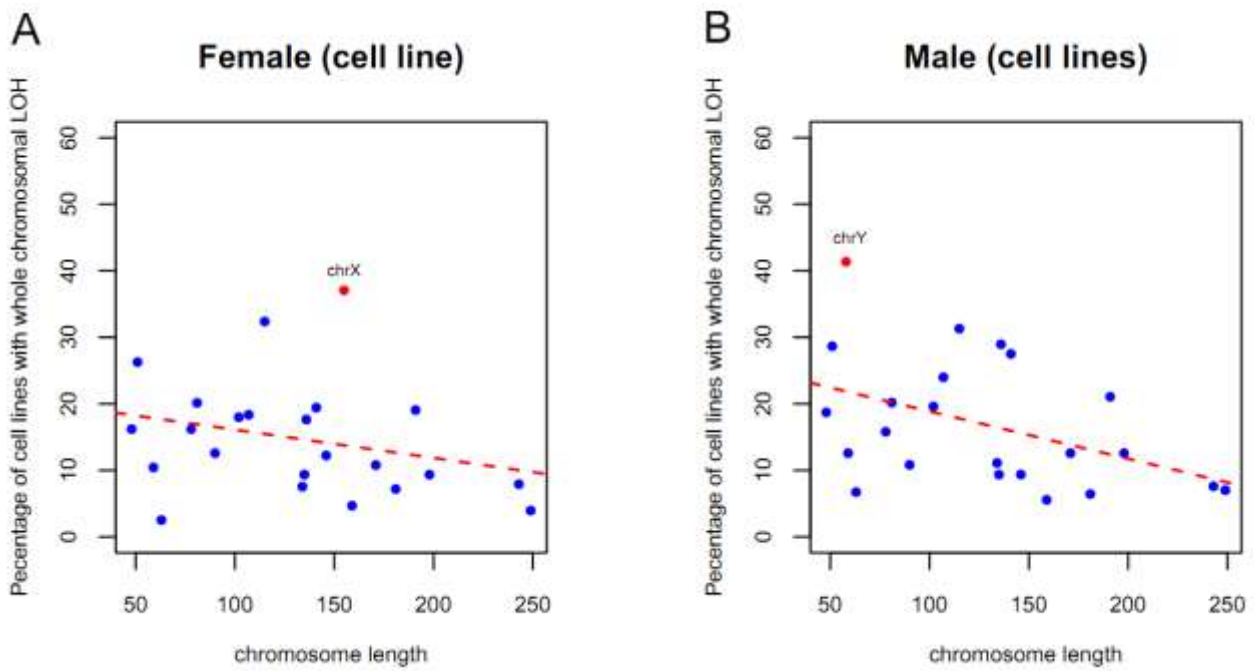 A
Female (cell line)
Pecentage of cell lines with whole chromosomal LOH
60
50
40
30
20
10
0
chrX
50 100 150 200 250
chromosome length
B
Male (cell lines)
Pecentage of cell lines with whole chromosomal LOH
60
50
40
30
20
10
0
chrY
50 100 150 200 250
chromosome length